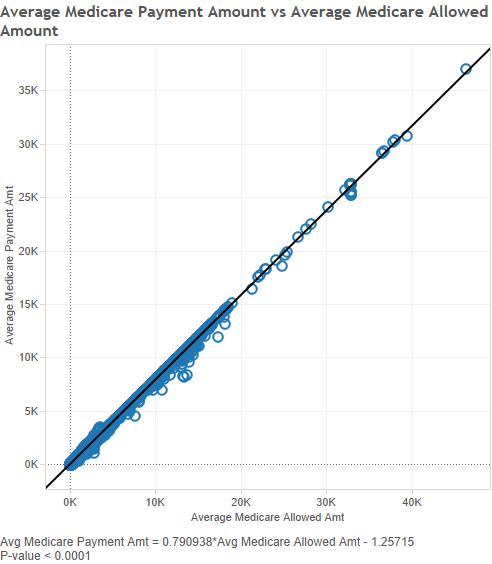 Average Medicare Payment Amount vs Average Medicare Allowed
Amount
35K
30K
25K
20K
15K
10K
5K
0K
Average Medicare Payment Amt
0K 10K 20K 30K 40K
Average Medicare Allowed Amt
Avg Medicare Payment Amt = 0.790938*Avg Medicare Allowed Amt - 1.25715
P-value < 0.0001